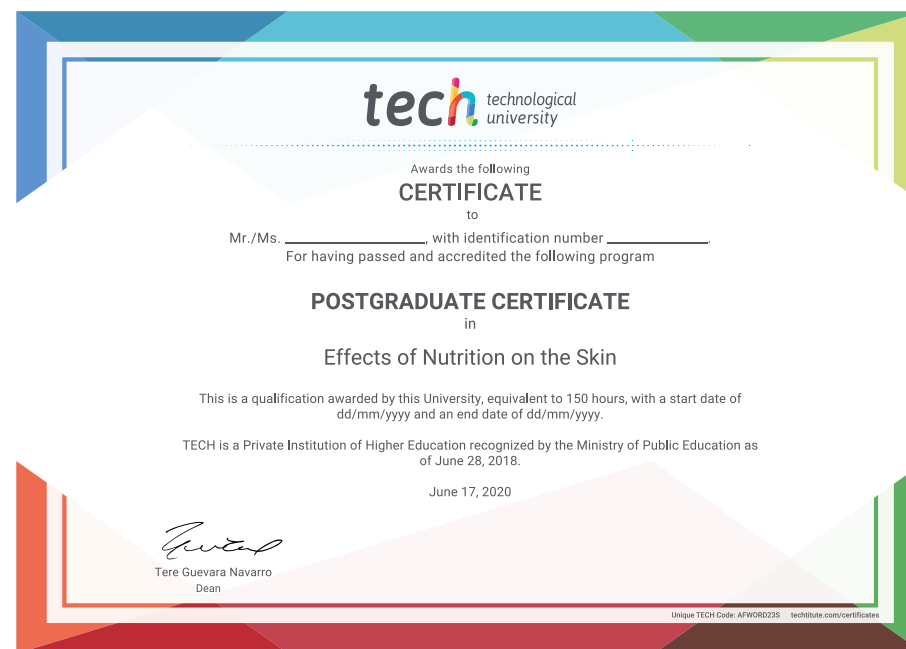 tech technological
university
Awards the following
CERTIFICATE
to
Mr./Ms. ____________________, with identification number ______________.
For having passed and accredited the following program
POSTGRADUATE CERTIFICATE
in
Effects of Nutrition on the Skin
This is a qualification awarded by this University, equivalent to 150 hours, with a start date of
dd/mm/yyyy and an end date of dd/mm/yyyy.
TECH is a Private Institution of Higher Education recognized by the Ministry of Public Education as
of June 28, 2018.
June 17, 2020
Tere Guevara Navarro
Dean
Unique TECH Code: AFWORD23S techtitute.com/certificates